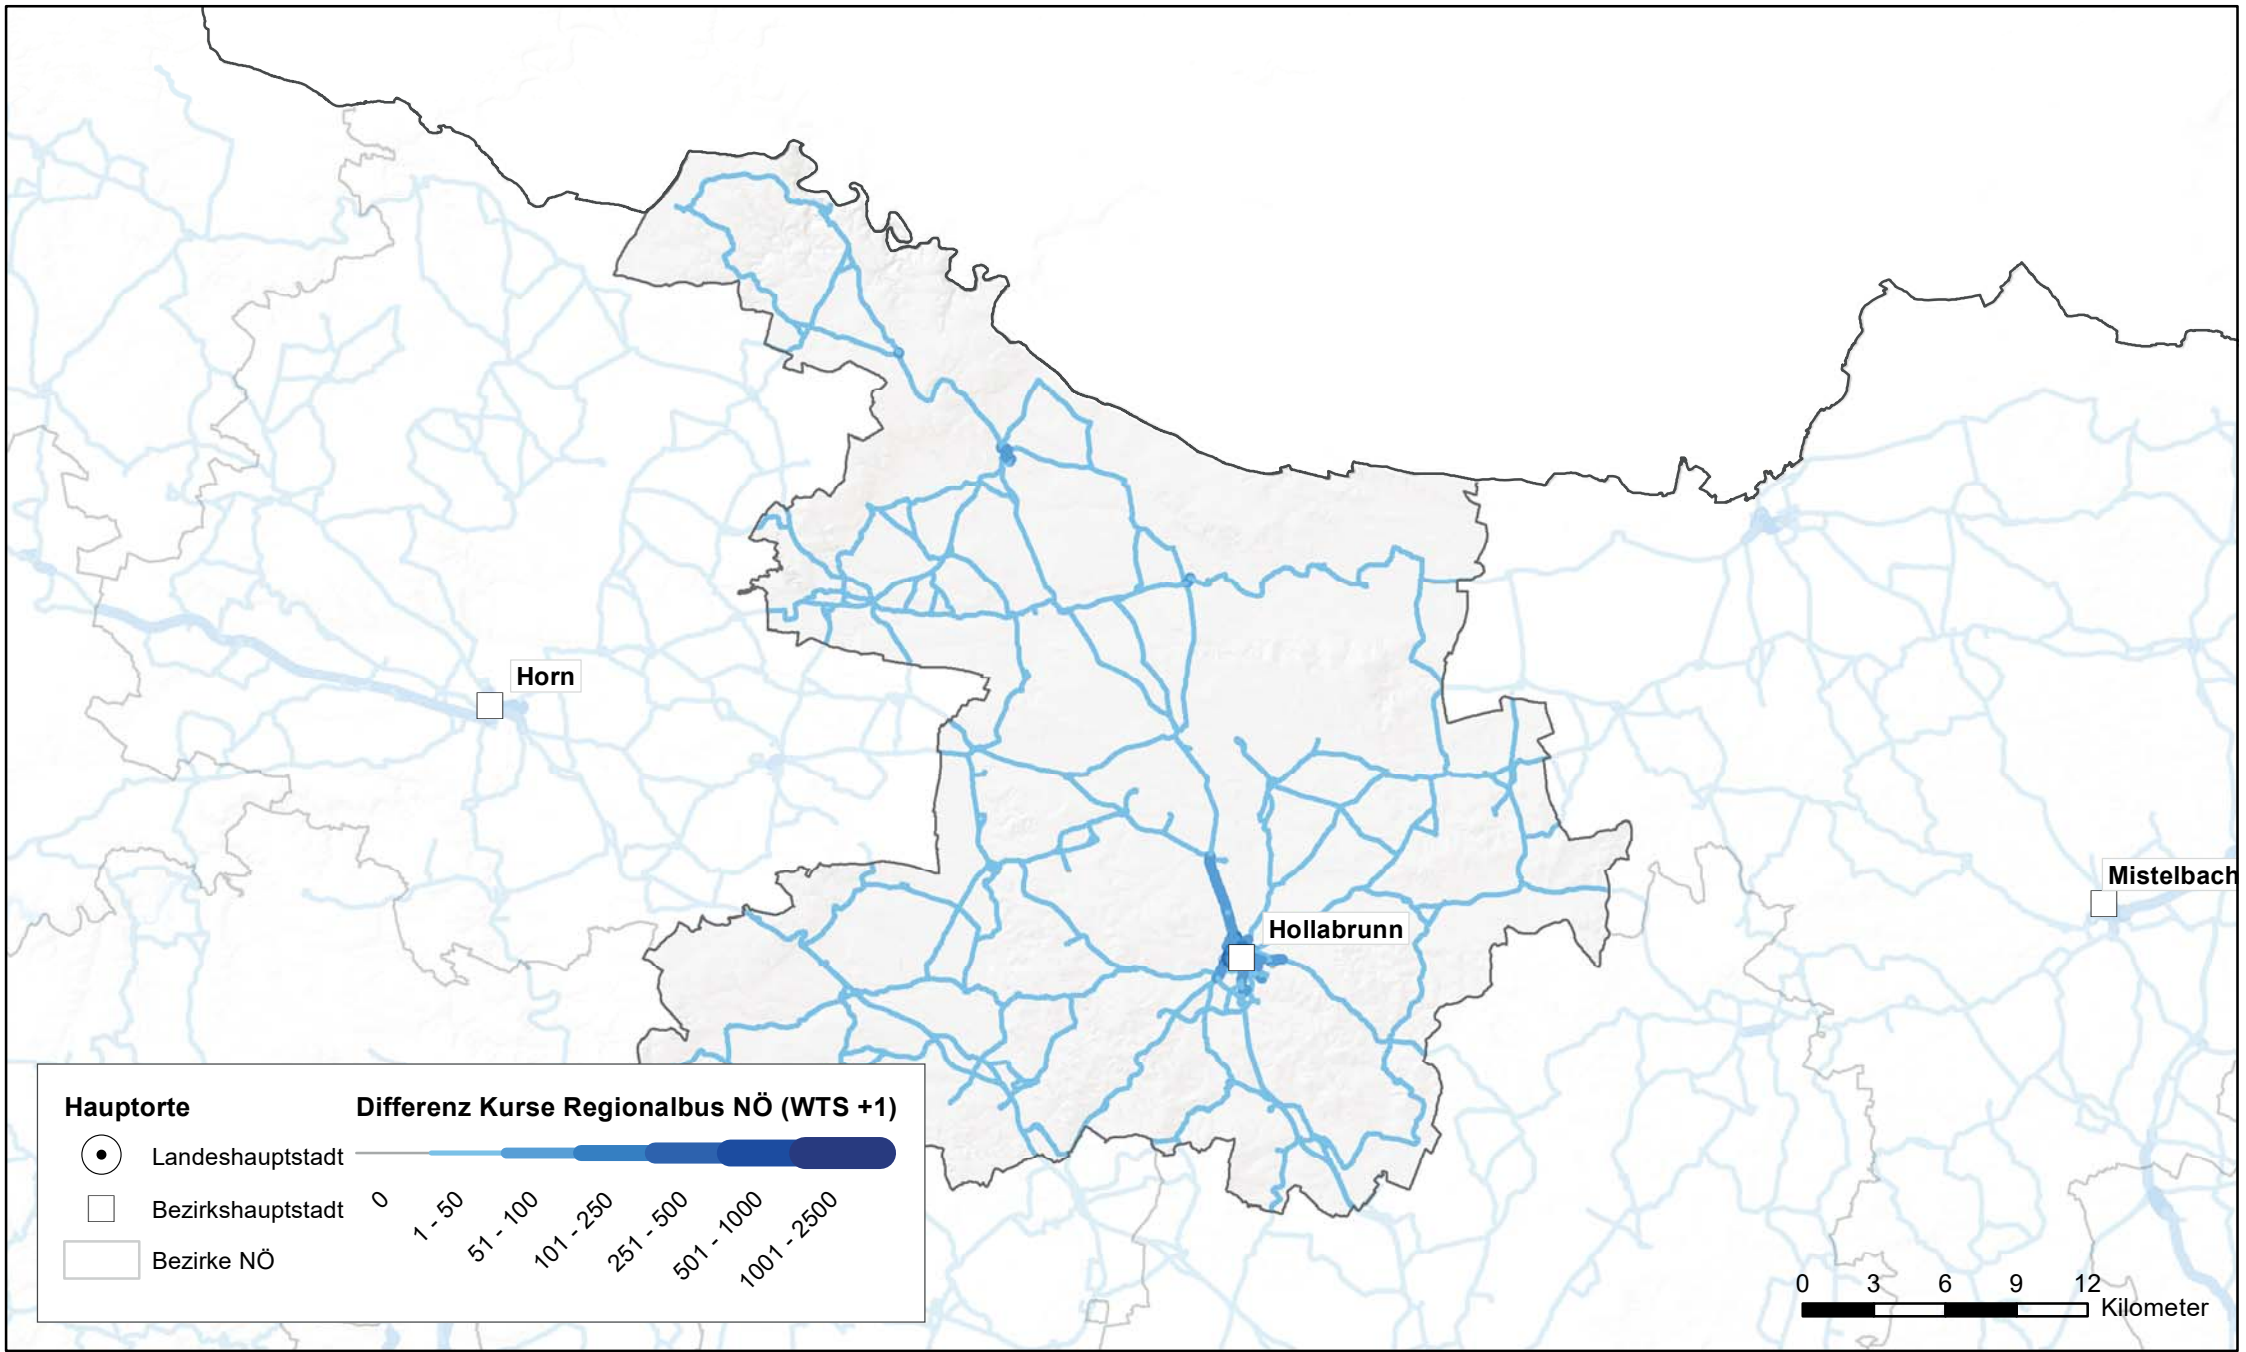 Horn
Mistelbach
Hollabrunn
Hauptorte
Landeshauptstadt
Bezirkshauptstadt
Bezirke NÖ
Differenz Kurse Regionalbus NÖ (WTS +1)
0
1 - 50
51 - 100
101 - 250
251 - 500
501 - 1000
1001 - 2500
0 3 6 9 12
Kilometer